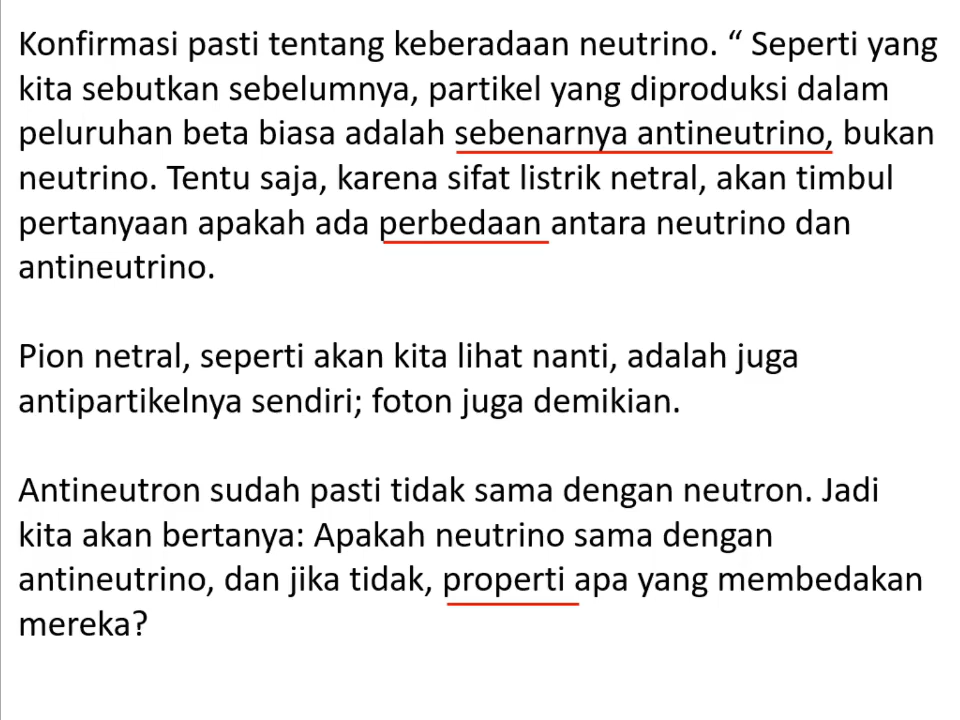 Konfirmasi pasti tentang keberadaan neutrino. “ Seperti yang
kita sebutkan sebelumnya, partikel yang diproduksi dalam
peluruhan beta biasa adalah sebenarnya antineutrino, bukan
neutrino. Tentu saja, karena sifat listrik netral, akan timbul
pertanyaan apakah ada perbedaan antara neutrino dan
antineutrino.
Pion netral, seperti akan kita lihat nanti, adalah juga
antipartikelnya sendiri; foton juga demikian.
Antineutron sudah pasti tidak sama dengan neutron. Jadi
kita akan bertanya: Apakah neutrino sama dengan
antineutrino, dan jika tidak, properti apa yang membedakan
mereka?